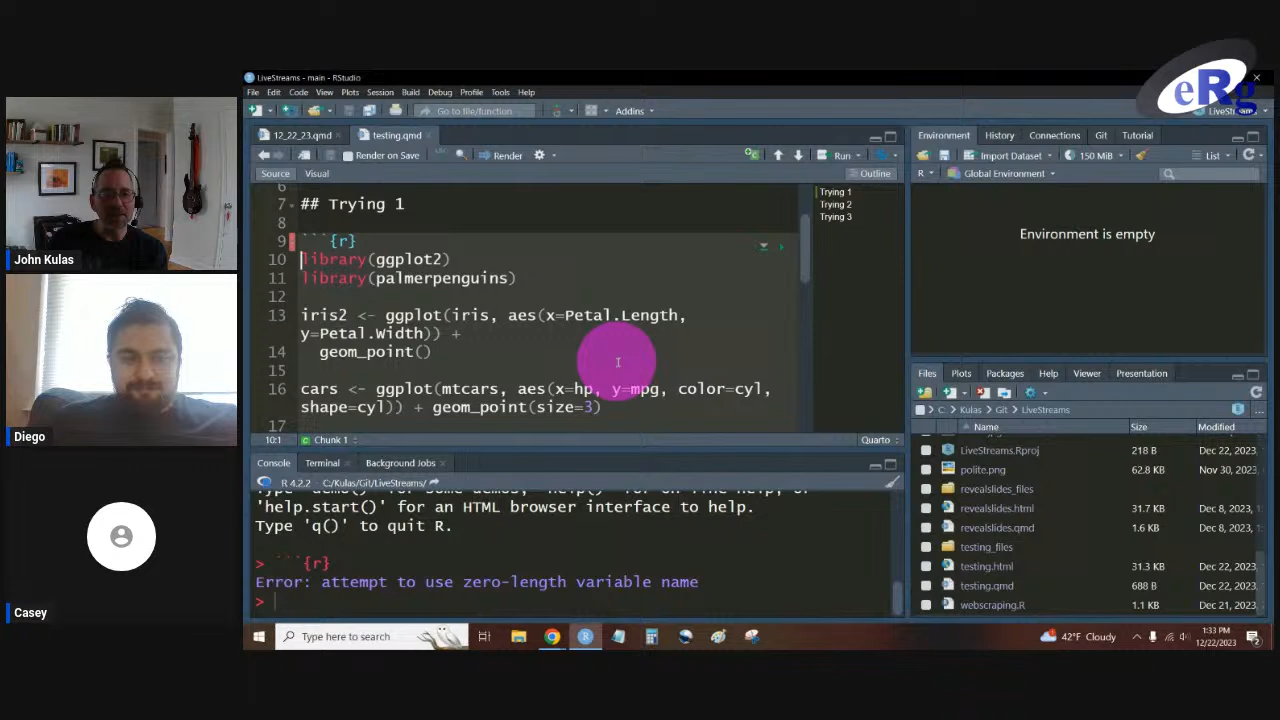 eRg
LiveStreams - main - RStudio
File Edit Code View Plots Session Build Debug Profile Tools Help
Go to file/function Addins
12_22_23.qmd testing.qmd
Render on Save Render Run
Source Visual Outline
6
7 ## Trying 1
8
9 ```{r}
10 library(ggplot2)
11 library(palmerpenguins)
12
13 iris2 <- ggplot(iris, aes(x=Petal.Length,
y=Petal.Width)) +
14 geom_point()
15
16 cars <- ggplot(mtcars, aes(x=hp, y=mpg, color=cyl,
shape=cyl)) + geom_point(size=3)
17
10:1 Chunk 1 Quarto
Trying 1
Trying 2
Trying 3
Console Terminal Background Jobs
R 4.2.2 C:/Kulas/Git/LiveStreams/
'help.start()' for an HTML browser interface to help.
Type 'q()' to quit R.
> ```{r}
Error: attempt to use zero-length variable name
>
Environment History Connections Git Tutorial
Import Dataset 150 MiB List
R Global Environment
Environment is empty
Files Plots Packages Help Viewer Presentation
C: Kulas Git LiveStreams
Name Size Modified
LiveStreams.Rproj 218 B Dec 22, 2023,
polite.png 62.8 KB Nov 30, 2023,
revealslides_files
revealslides.html 31.7 KB Dec 8, 2023,
revealslides.qmd 1.6 KB Dec 8, 2023,
testing_files
testing.html 31.3 KB Dec 22, 2023,
testing.qmd 688 B Dec 22, 2023,
webscraping.R 1.1 KB Dec 21, 2023,
Type here to search
42°F Cloudy
1:33 PM
12/22/2023
John Kulas
Diego
Casey